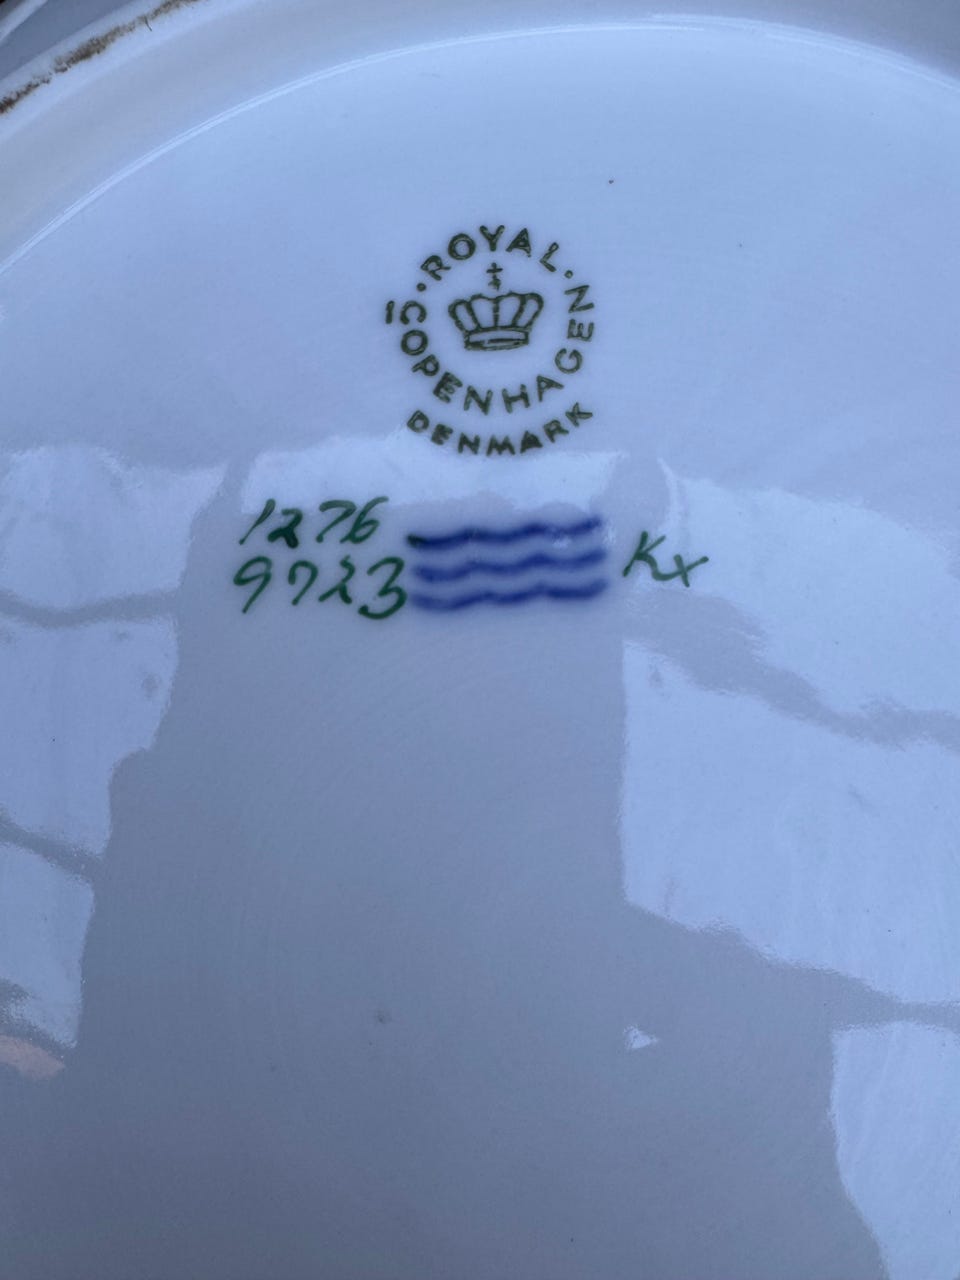 ROYAL
COPENHAGEN
DENMARK
1276
9723
Kx